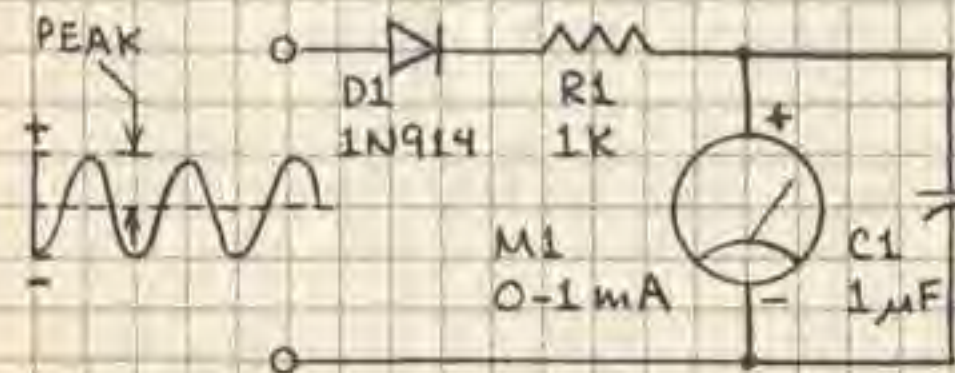 PEAK
+
-
D1
1N914
R1
1K
+
M1
0-1mA
-
C1
1µF